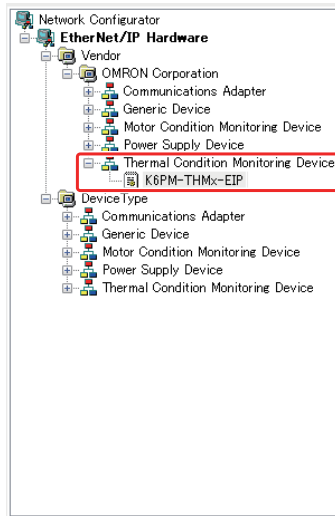 Network Configurator
EtherNet/IP Hardware
Vendor
OMRON Corporation
Communications Adapter
Generic Device
Motor Condition Monitoring Device
Power Supply Device
Thermal Condition Monitoring Device
K6PM-THMx-EIP
DeviceType
Communications Adapter
Generic Device
Motor Condition Monitoring Device
Power Supply Device
Thermal Condition Monitoring Device